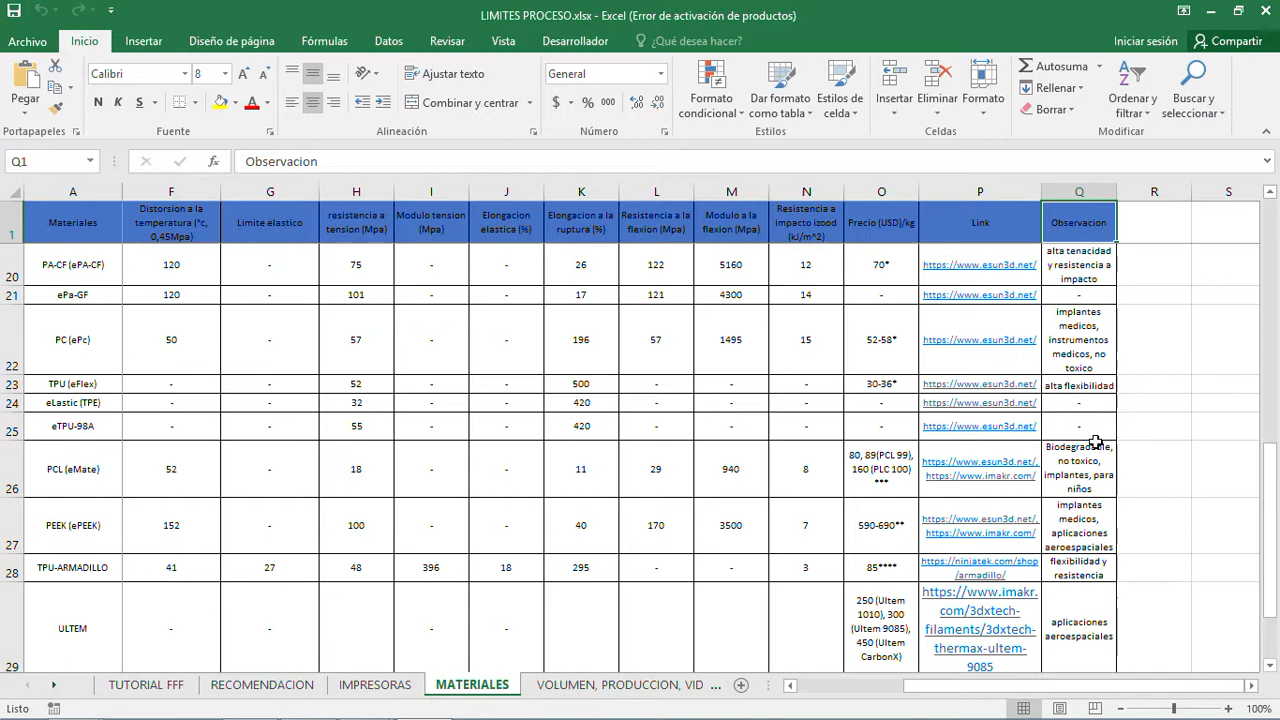 LIMITES PROCESO.xlsx - Excel (Error de activación de productos)
Archivo Inicio Insertar Diseño de página Fórmulas Datos Revisar Vista Desarrollador ¿Qué desea hacer? Iniciar sesión Compartir
Pegar
Calibri 8
N K S
Ajustar texto
Combinar y centrar
General
$ % 000
Formato condicional
Dar formato como tabla
Estilos de celda
Insertar Eliminar Formato
Autosuma
Rellenar
Borrar
Ordenar y filtrar
Buscar y seleccionar
Portapapeles Fuente Alineación Número Estilos Celdas Modificar
Q1 fx Observacion
A F G H I J K L M N O P Q R S
1 Materiales Distorsion a la temperatura (°c, 0,45Mpa) Limite elastico resistencia a tension (Mpa) Modulo tension (Mpa) Elongacion elastica (%) Elongacion a la ruptura (%) Resistencia a la flexion (Mpa) Modulo a la flexion (Mpa) Resistencia a impacto izood (kJ/m^2) Precio (USD)/kg Link Observacion
20 PA-CF (ePA-CF) 120 - 75 - - 26 122 5160 12 70* https://www.esun3d.net/ alta tenacidad y resistencia a impacto
21 ePa-GF 120 - 101 - - 17 121 4300 14 - https://www.esun3d.net/ -
22 PC (ePc) 50 - 57 - - 196 57 1495 15 52-58* https://www.esun3d.net/ implantes medicos, instrumentos medicos, no toxico
23 TPU (eFlex) - - 52 - - 500 - - - 30-36* https://www.esun3d.net/ alta flexibilidad
24 eLastic (TPE) - - 32 - - 420 - - - - https://www.esun3d.net/ -
25 eTPU-98A - - 55 - - 420 - - - - https://www.esun3d.net/ -
26 PCL (eMate) 52 - 18 - - 11 29 940 8 80, 89(PCL 99), 160 (PLC 100) *** https://www.esun3d.net/, https://www.imakr.com/ Biodegradable, no toxico, implantes, para niños
27 PEEK (ePEEK) 152 - 100 - - 40 170 3500 7 590-690** https://www.esun3d.net/, https://www.imakr.com/ implantes medicos, aplicaciones aeroespaciales
28 TPU-ARMADILLO 41 27 48 396 18 295 - - 3 85**** https://ninjatek.com/shop/armadillo/ flexibilidad y resistencia
29 ULTEM - - - - 250 (Ultem 1010), 300 (Ultem 9085), 450 (Ultem CarbonX) https://www.imakr.com/3dxtech-filaments/3dxtech-thermax-ultem-9085 aplicaciones aeroespaciales
TUTORIAL FFF RECOMENDACION IMPRESORAS MATERIALES VOLUMEN, PRODUCCION, VID ...
Listo 100%